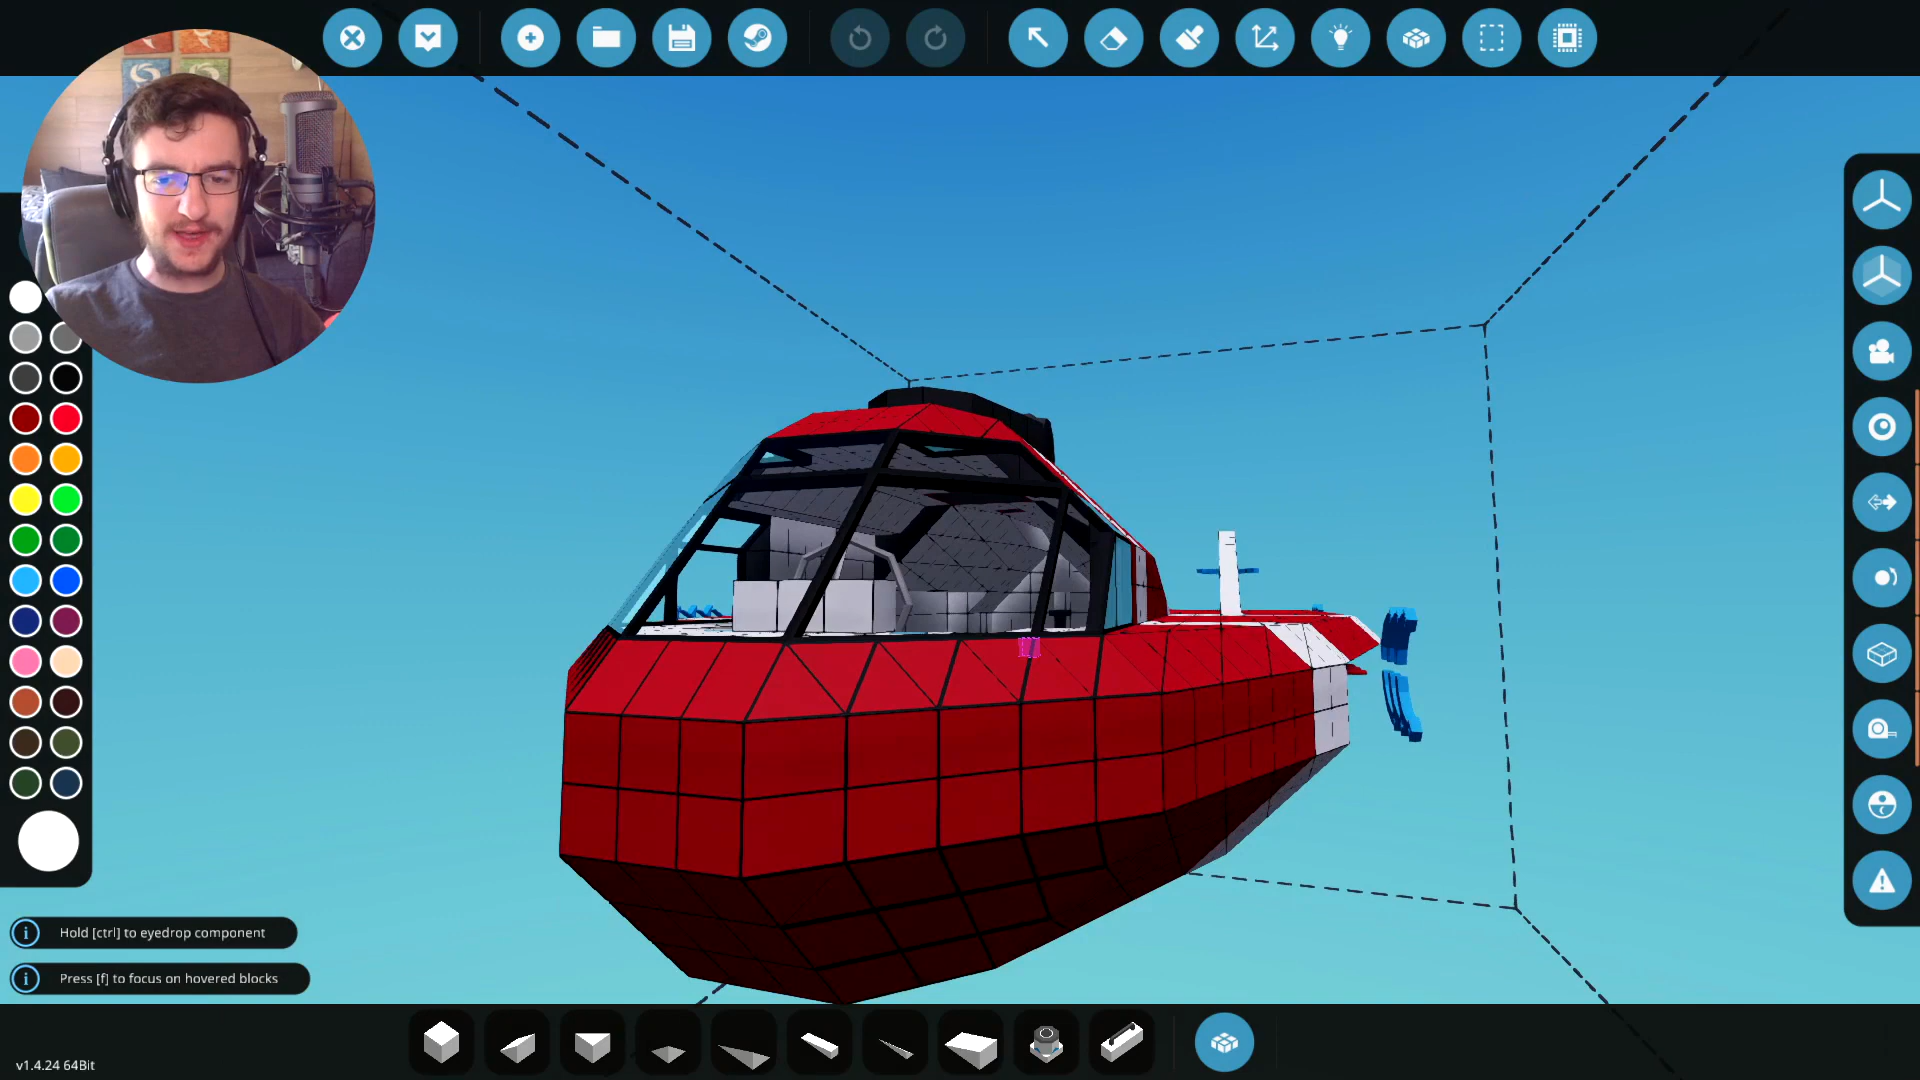 Hold [ctrl] to eyedrop component
Press [f] to focus on hovered blocks
v1.4.24 64Bit